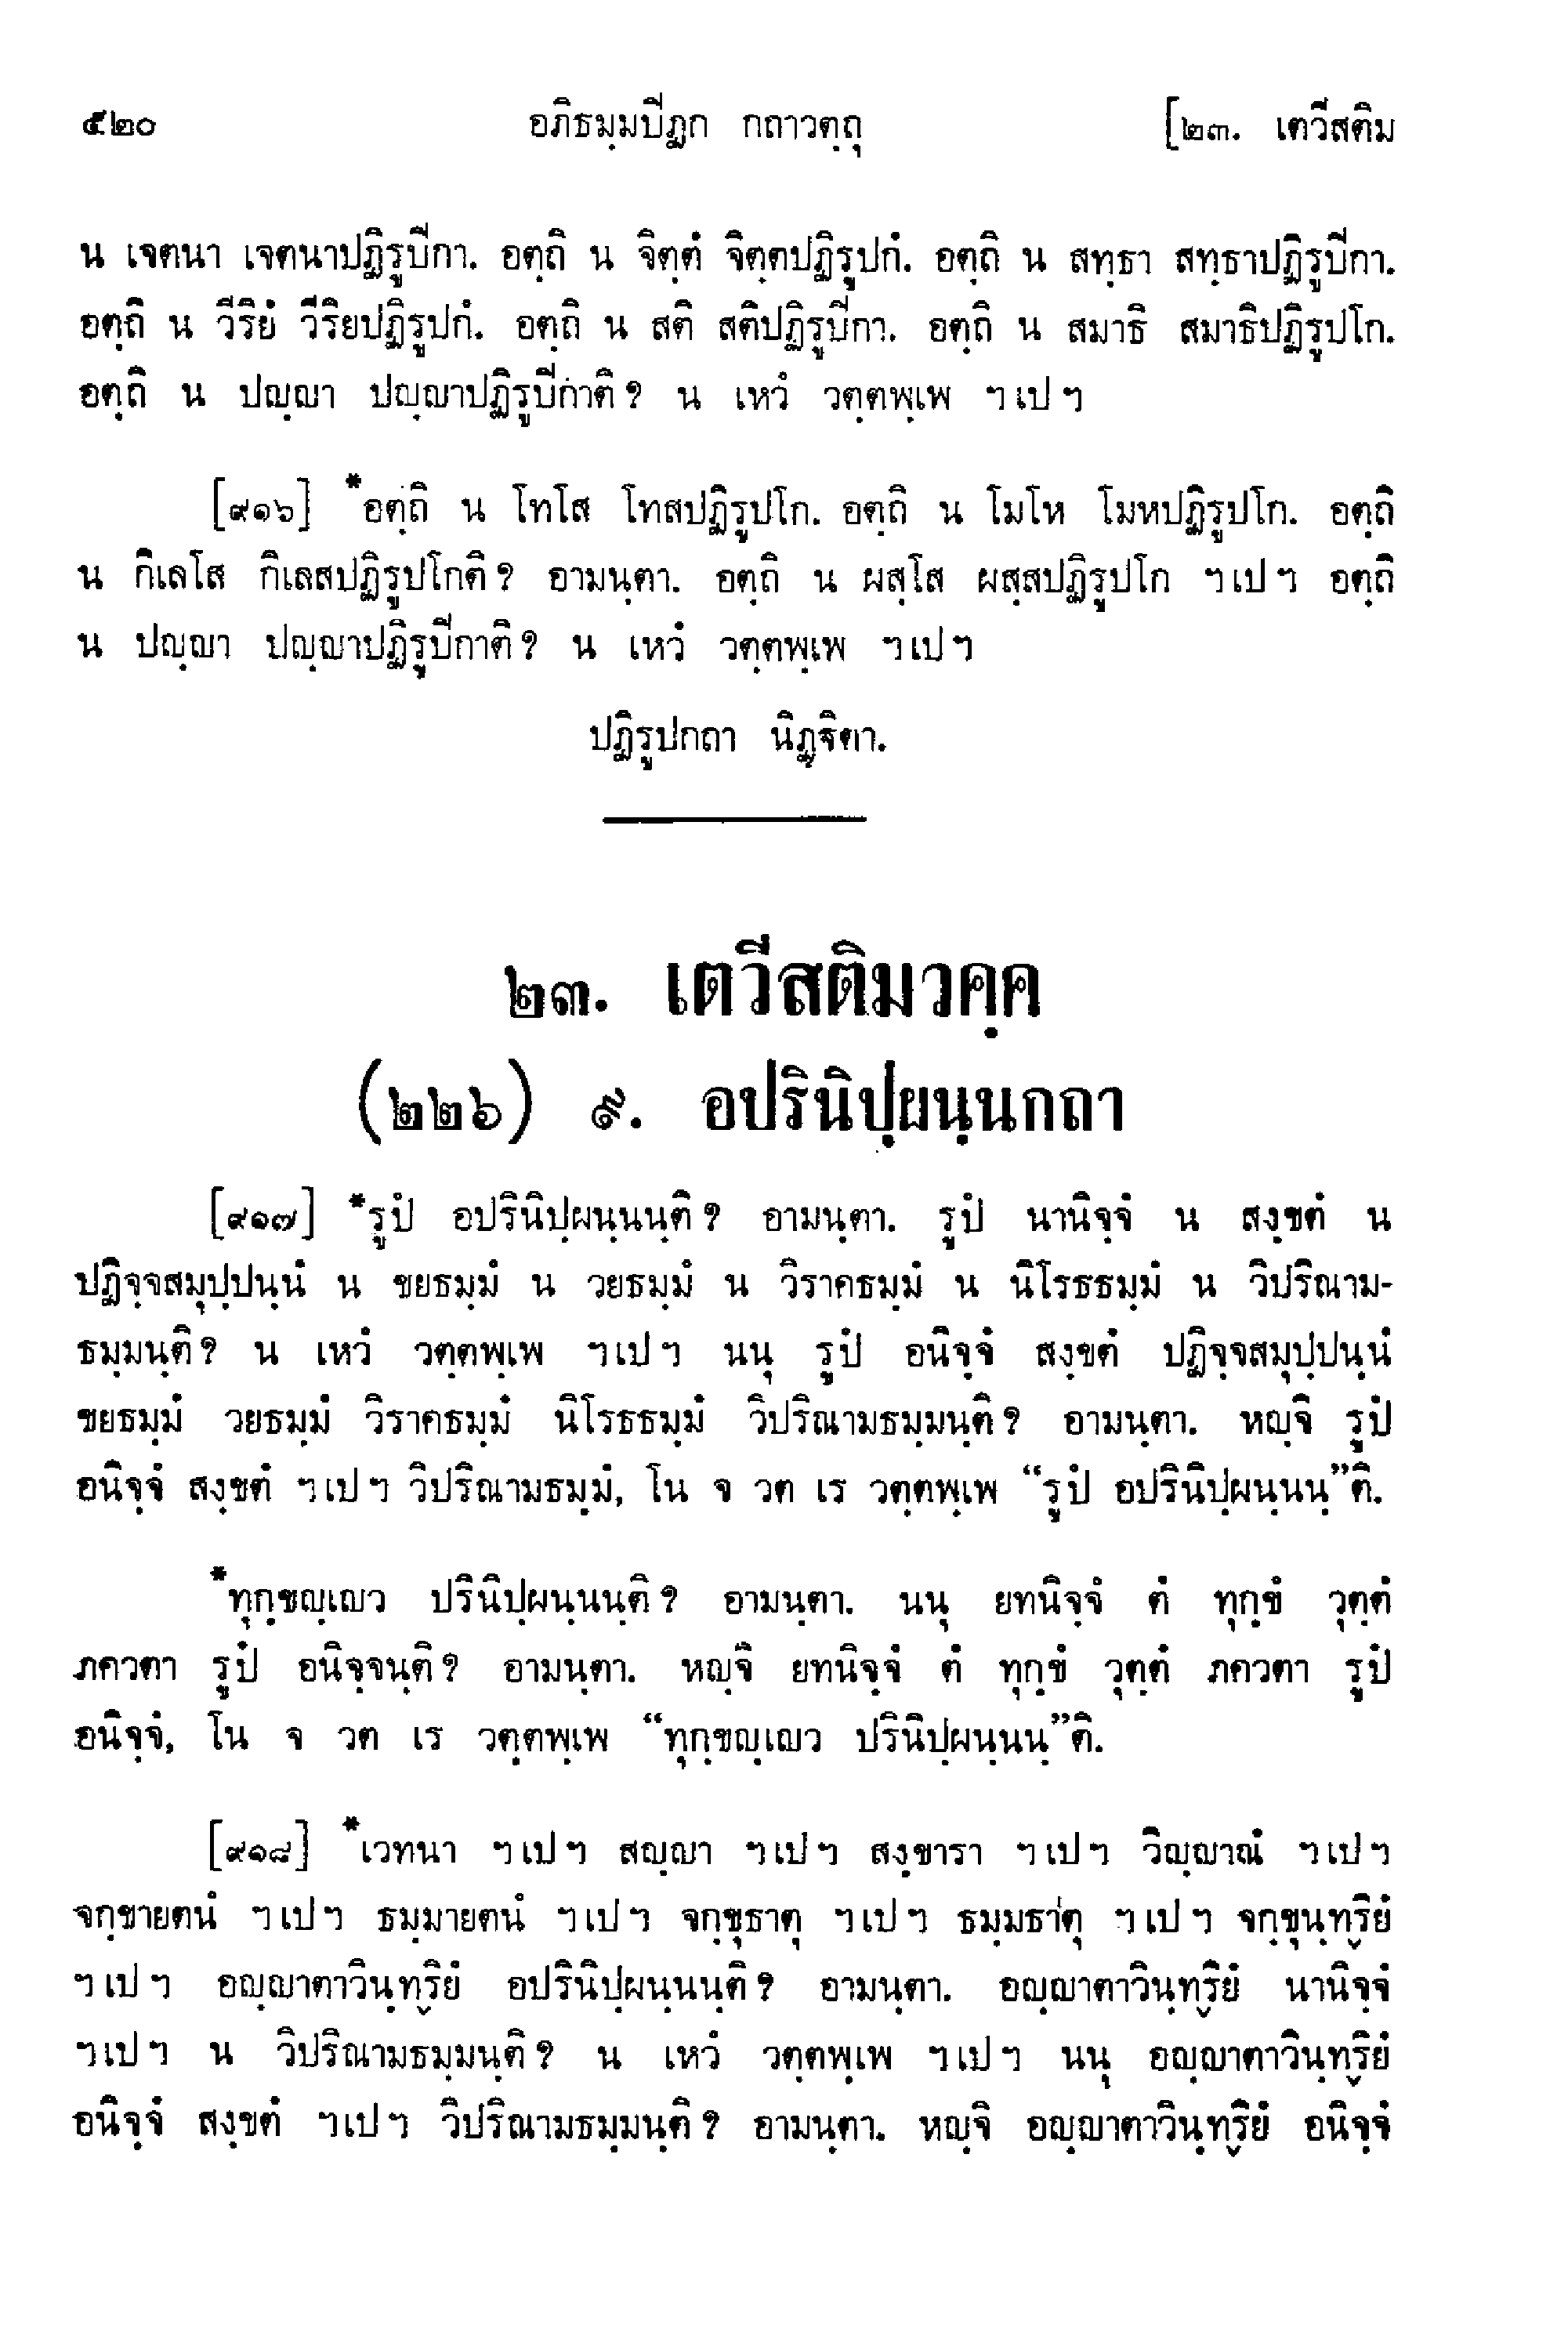 ๕๒๐ อภิธมฺมปิฏก กถาวตฺถุ [๒๓. เตวีสติม
น เจตนา เจตนาปฏิรูปิกา. อตฺถิ น จิตฺตํ จิตฺตปฏิรูปกํ. อตฺถิ น สทฺธา สทฺธาปฏิรูปิกา.
อตฺถิ น วีริยํ วีริยปฏิรูปกํ. อตฺถิ น สติ สติปฏิรูปิกา. อตฺถิ น สมาธิ สมาธิปฏิรูปโก.
อตฺถิ น ปญฺญา ปญฺญาปฏิรูปิกาติ? น เหวํ วตฺตพฺเพ ฯเปฯ
[๙๑๖] *อตฺถิ น โทโส โทสปฏิรูปโก. อตฺถิ น โมโห โมหปฏิรูปโก. อตฺถิ
น กิเลโส กิเลสปฏิรูปโกติ? อามนฺตา. อตฺถิ น ผสฺโส ผสฺสปฏิรูปโก ฯเปฯ อตฺถิ
น ปญฺญา ปญฺญาปฏิรูปิกาติ? น เหวํ วตฺตพฺเพ ฯเปฯ
ปฏิรูปกถา นิฏฺฐิตา.
๒๓. เตวีสติมวคฺค
(๒๒๖) ๙. อปรินิปฺผนฺนกถา
[๙๑๗] *รูปํ อปรินิปฺผนฺนนฺติ? อามนฺตา. รูปํ นานิจฺจํ น สงฺขตํ น
ปฏิจฺจสมุปฺปนฺนํ น ขยธมฺมํ น วยธมฺมํ น วิราคธมฺมํ น นิโรธธมฺมํ น วิปริณาม-
ธมฺมนฺติ? น เหวํ วตฺตพฺเพ ฯเปฯ นนุ รูปํ อนิจฺจํ สงฺขตํ ปฏิจฺจสมุปฺปนฺนํ
ขยธมฺมํ วยธมฺมํ วิราคธมฺมํ นิโรธธมฺมํ วิปริณามธมฺมนฺติ? อามนฺตา. หญฺจิ รูปํ
อนิจฺจํ สงฺขตํ ฯเปฯ วิปริณามธมฺมํ, โน จ วต เร วตฺตพฺเพ “รูปํ อปรินิปฺผนฺนนฺ”ติ.
*ทุกฺขญฺเญว ปรินิปฺผนฺนนฺติ? อามนฺตา. นนุ ยทนิจฺจํ ตํ ทุกฺขํ วุตฺตํ
ภควตา รูปํ อนิจฺจนฺติ? อามนฺตา. หญฺจิ ยทนิจฺจํ ตํ ทุกฺขํ วุตฺตํ ภควตา รูปํ
อนิจฺจํ, โน จ วต เร วตฺตพฺเพ “ทุกฺขญฺเญว ปรินิปฺผนฺนนฺ”ติ.
[๙๑๘] *เวทนา ฯเปฯ สญฺญา ฯเปฯ สงฺขารา ฯเปฯ วิญฺญาณํ ฯเปฯ
จกฺขายตนํ ฯเปฯ ธมฺมายตนํ ฯเปฯ จกฺขุธาตุ ฯเปฯ ธมฺมธาตุ ฯเปฯ จกฺขุนฺทฺริยํ
ฯเปฯ อญฺญาตาวินฺทฺริยํ อปรินิปฺผนฺนนฺติ? อามนฺตา. อญฺญาตาวินฺทฺริยํ นานิจฺจํ
ฯเปฯ น วิปริณามธมฺมนฺติ? น เหวํ วตฺตพฺเพ ฯเปฯ นนุ อญฺญาตาวินฺทฺริยํ
อนิจฺจํ สงฺขตํ ฯเปฯ วิปริณามธมฺมนฺติ? อามนฺตา. หญฺจิ อญฺญาตาวินฺทฺริยํ อนิจฺจํ